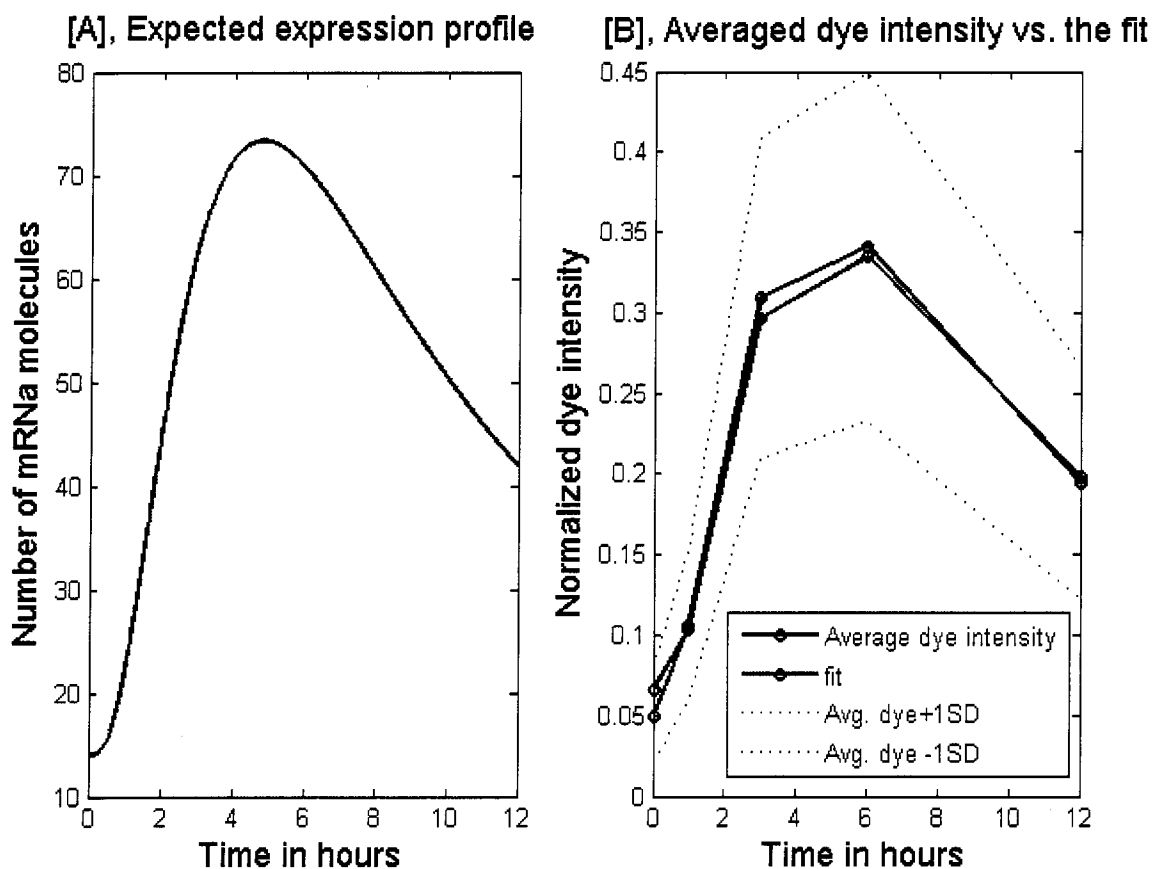 [A], Expected expression profile
80
70
60
50
40
30
20
10
0 2 4 6 8 10 12
Number of mRNa molecules
Time in hours
[B], Averaged dye intensity vs. the fit
0.45
0.4
0.35
0.3
0.25
0.2
0.15
0.1
0.05
0
0 2 4 6 8 10 12
Normalized dye intensity
Time in hours
Average dye intensity
fit
Avg. dye+1SD
Avg. dye -1SD